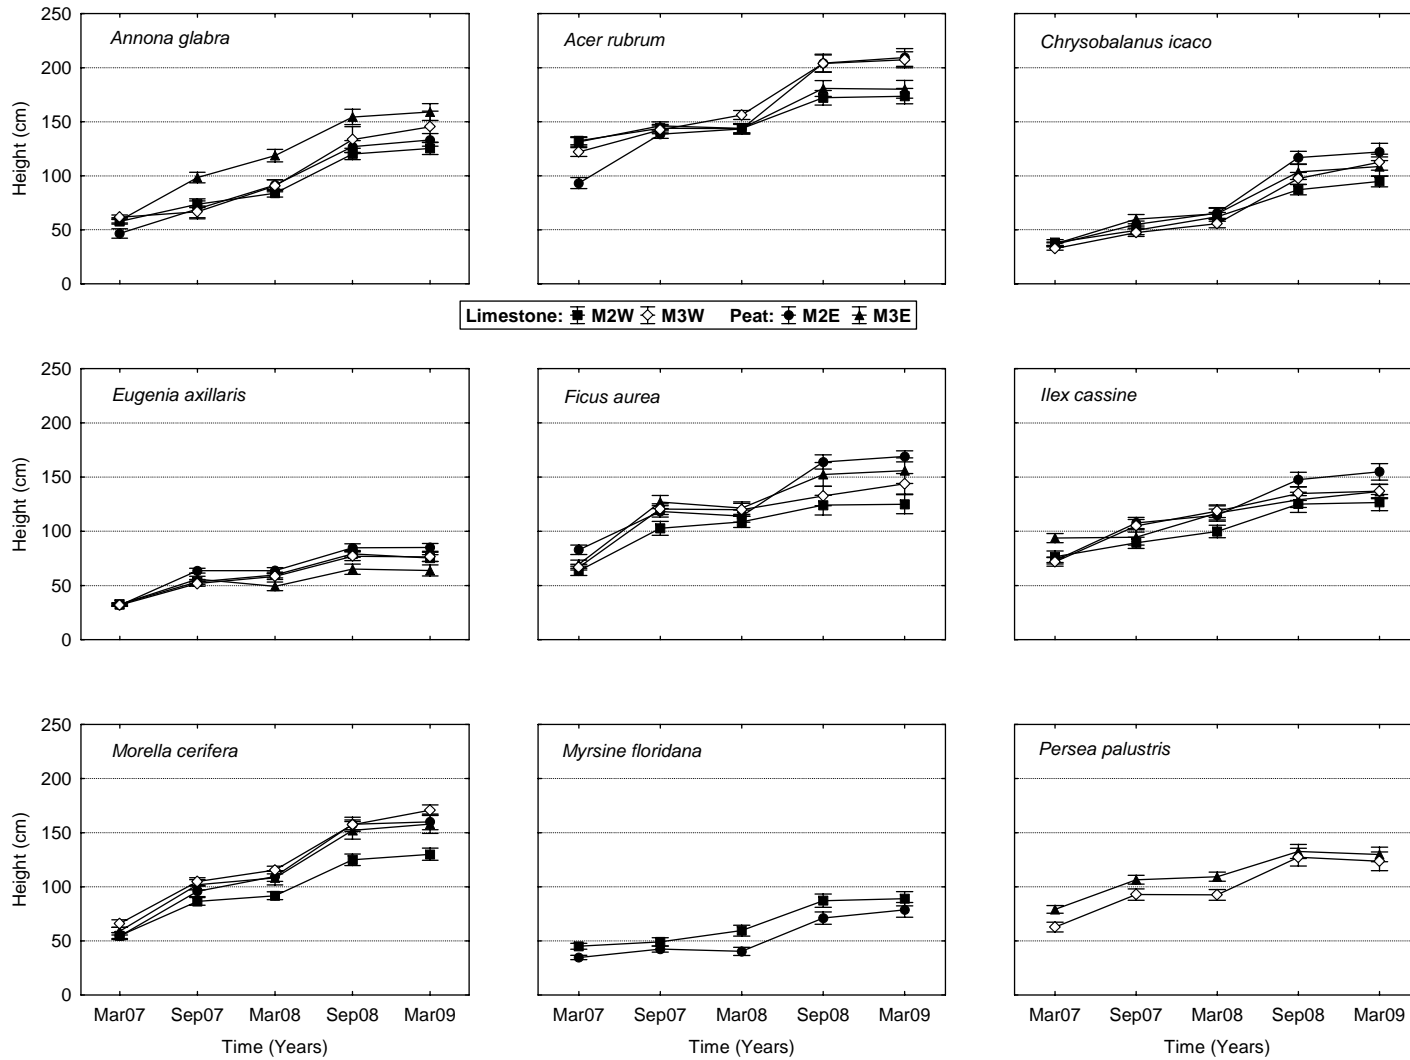 250
200
150
100
50
0
Height (cm)
Annona glabra
Acer rubrum
Chrysobalanus icaco
Limestone: M2W M3W Peat: M2E M3E
250
200
150
100
50
0
Height (cm)
Eugenia axillaris
Ficus aurea
Ilex cassine
250
200
150
100
50
0
Height (cm)
Morella cerifera
Myrsine floridana
Persea palustris
Mar07 Sep07 Mar08 Sep08 Mar09
Mar07 Sep07 Mar08 Sep08 Mar09
Mar07 Sep07 Mar08 Sep08 Mar09
Time (Years)
Time (Years)
Time (Years)